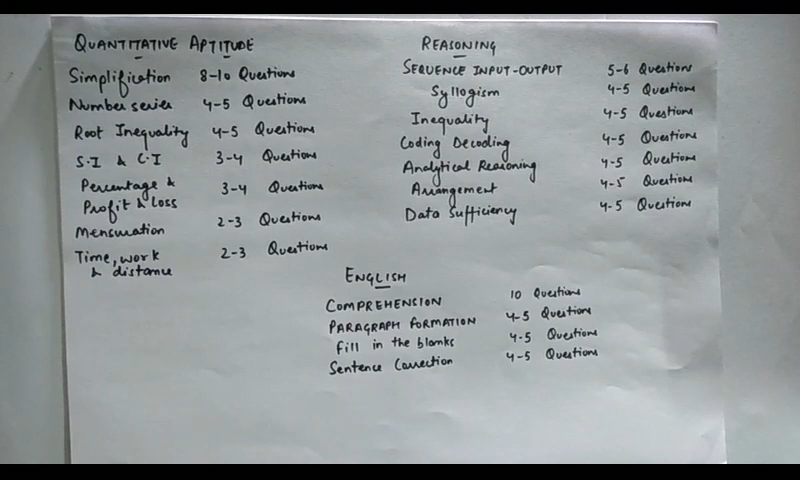 QUANTITATIVE APTITUDE
Simplification 8-10 Questions
Number series 4-5 Questions
Root Inequality 4-5 Questions
S.I & C.I 3-4 Questions
Percentage &
Profit & Loss 3-4 Questions
Mensuration 2-3 Questions
Time, work
& distance 2-3 Questions
REASONING
SEQUENCE INPUT-OUTPUT 5-6 Questions
Syllogism 4-5 Questions
Inequality 4-5 Questions
Coding Decoding 4-5 Questions
Analytical Reasoning 4-5 Questions
Arrangement 4-5 Questions
Data Sufficiency 4-5 Questions
ENGLISH
COMPREHENSION 10 Questions
PARAGRAPH FORMATION 4-5 Questions
Fill in the blanks 4-5 Questions
Sentence Correction 4-5 Questions